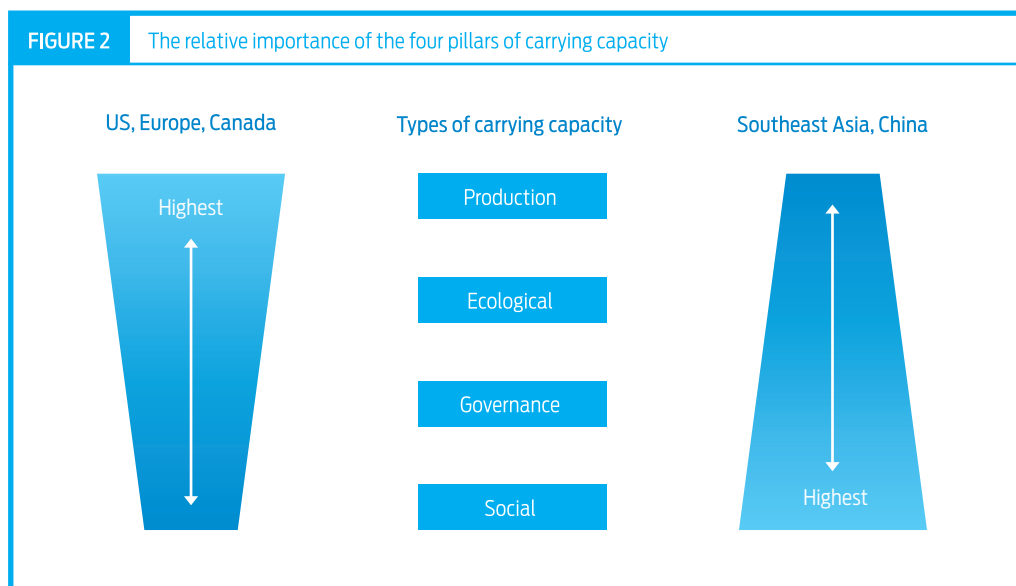 FIGURE 2
The relative importance of the four pillars of carrying capacity
US, Europe, Canada
Types of carrying capacity
Southeast Asia, China
Highest
Production
Ecological
Governance
Social
Highest